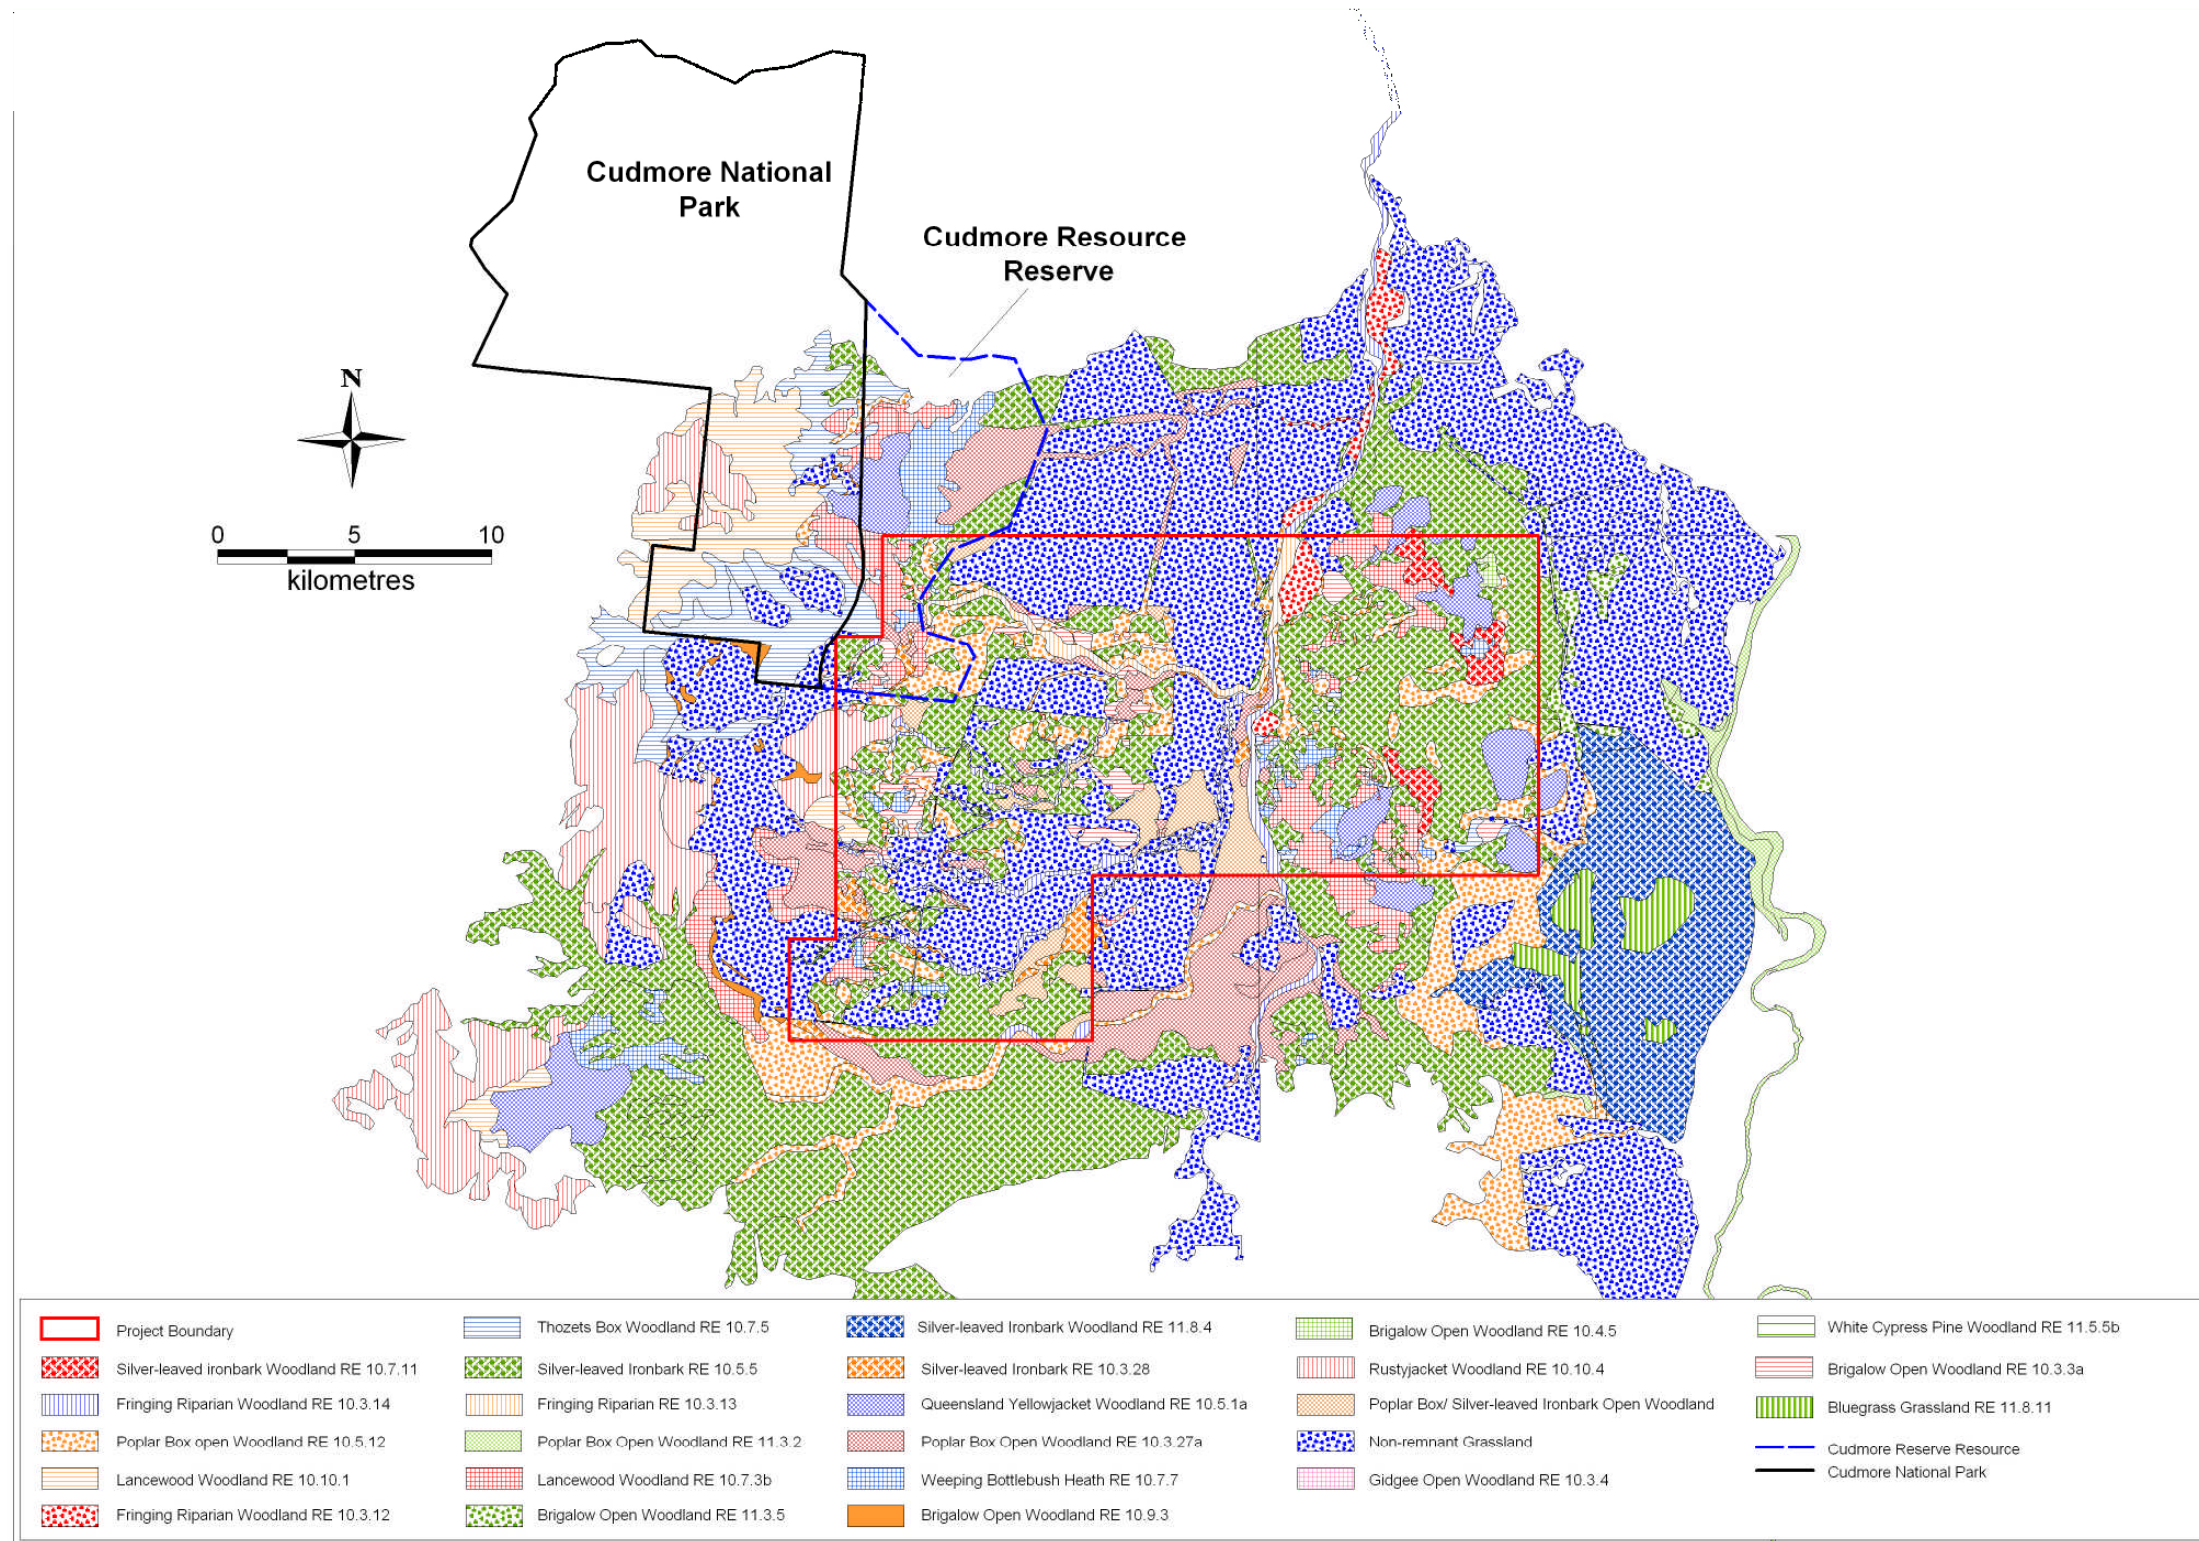 Cudmore National
Park
Cudmore Resource
Reserve
N
0 5 10
kilometres
Project Boundary
Silver-leaved ironbark Woodland RE 10.7.11
Fringing Riparian Woodland RE 10.3.14
Poplar Box open Woodland RE 10.5.12
Lancewood Woodland RE 10.10.1
Fringing Riparian Woodland RE 10.3.12
Thozets Box Woodland RE 10.7.5
Silver-leaved Ironbark RE 10.5.5
Fringing Riparian RE 10.3.13
Poplar Box Open Woodland RE 11.3.2
Lancewood Woodland RE 10.7.3b
Brigalow Open Woodland RE 11.3.5
Silver-leaved Ironbark Woodland RE 11.8.4
Silver-leaved Ironbark RE 10.3.28
Queensland Yellowjacket Woodland RE 10.5.1a
Poplar Box Open Woodland RE 10.3.27a
Weeping Bottlebush Heath RE 10.7.7
Brigalow Open Woodland RE 10.9.3
Brigalow Open Woodland RE 10.4.5
Rustyjacket Woodland RE 10.10.4
Poplar Box/ Silver-leaved Ironbark Open Woodland
Non-remnant Grassland
Gidgee Open Woodland RE 10.3.4
White Cypress Pine Woodland RE 11.5.5b
Brigalow Open Woodland RE 10.3.3a
Bluegrass Grassland RE 11.8.11
Cudmore Reserve Resource
Cudmore National Park